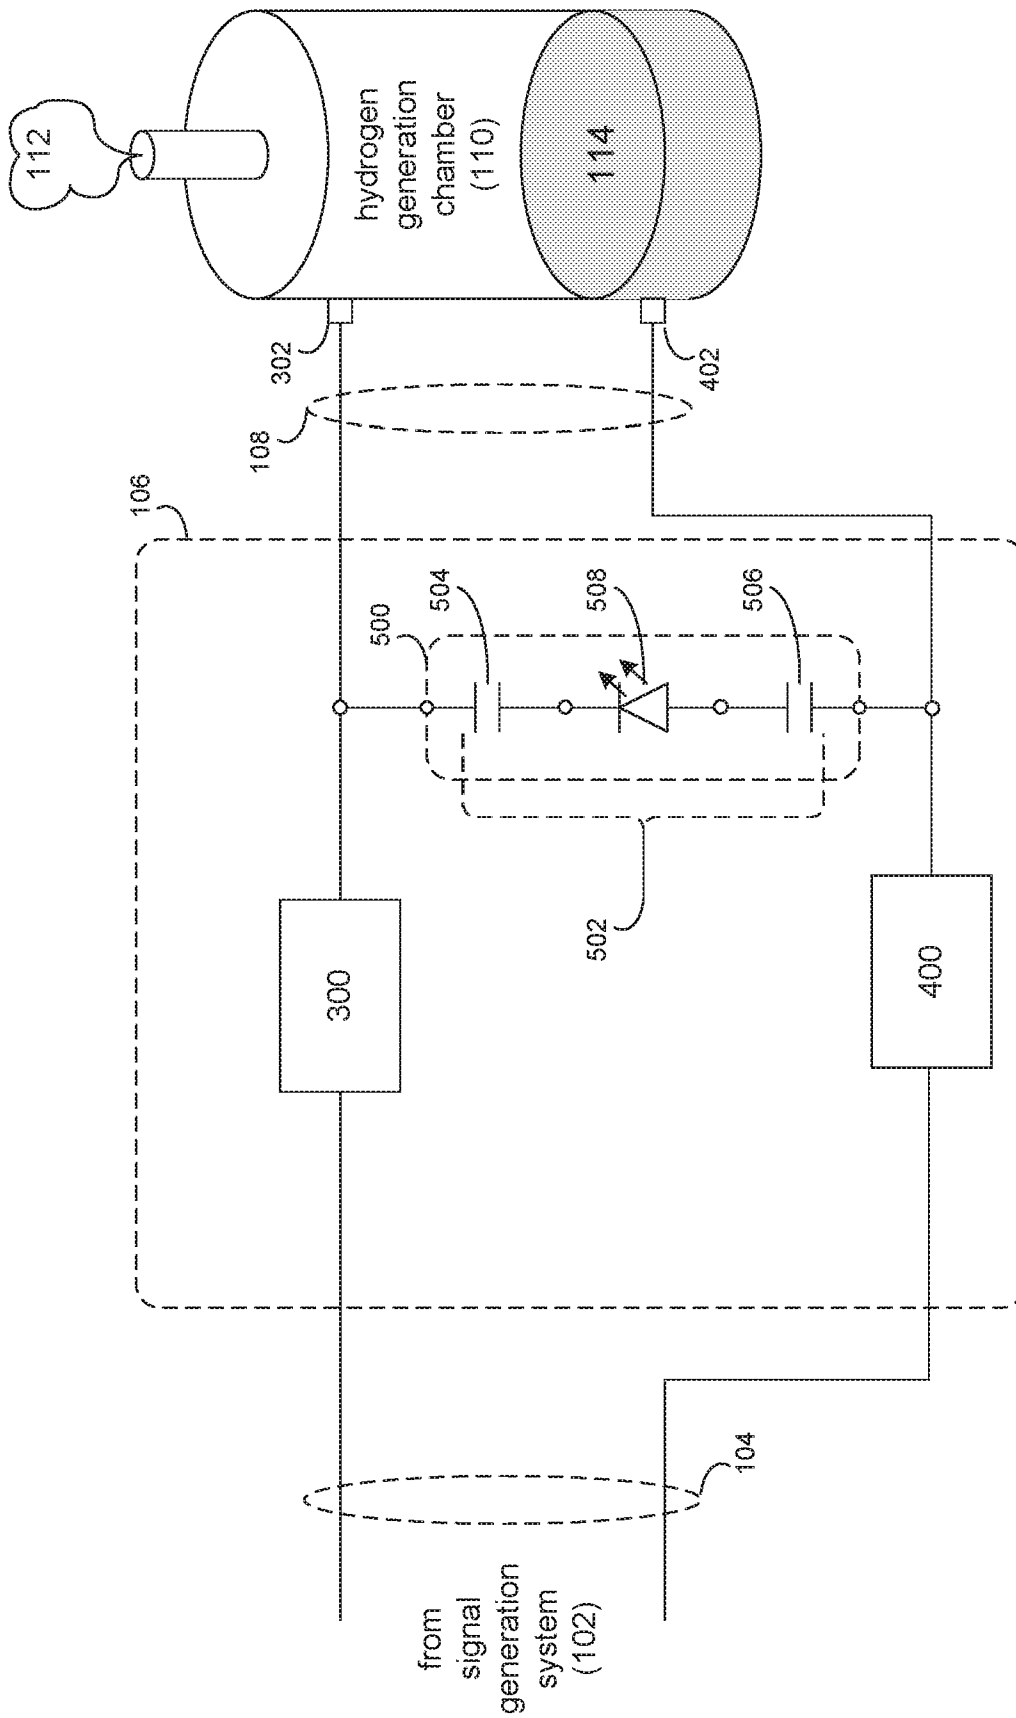 112
hydrogen
generation
chamber
(110)
114
302
402
108
106
500
504
508
506
502
300
400
104
from
signal
generation
system
(102)